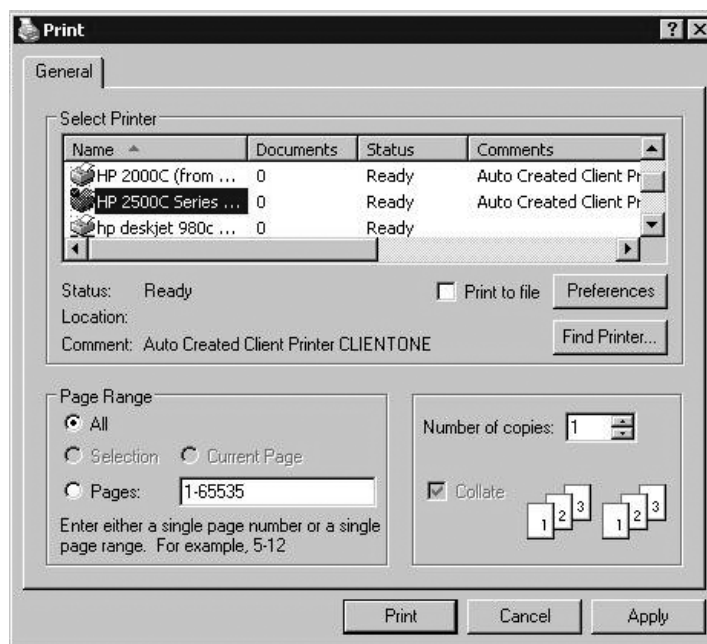 Print
General
Select Printer
Name Documents Status Comments
HP 2000C (from ... 0 Ready Auto Created Client Pr
HP 2500C Series ... 0 Ready Auto Created Client Pr
hp deskjet 980c ... 0 Ready
Status: Ready Print to file Preferences
Location:
Comment: Auto Created Client Printer CLIENTONE Find Printer...
Page Range
All
Number of copies: 1
Selection Current Page
Pages: 1-65535
Collate
1 2 3 1 2 3
Enter either a single page number or a single
page range. For example, 5-12
Print Cancel Apply